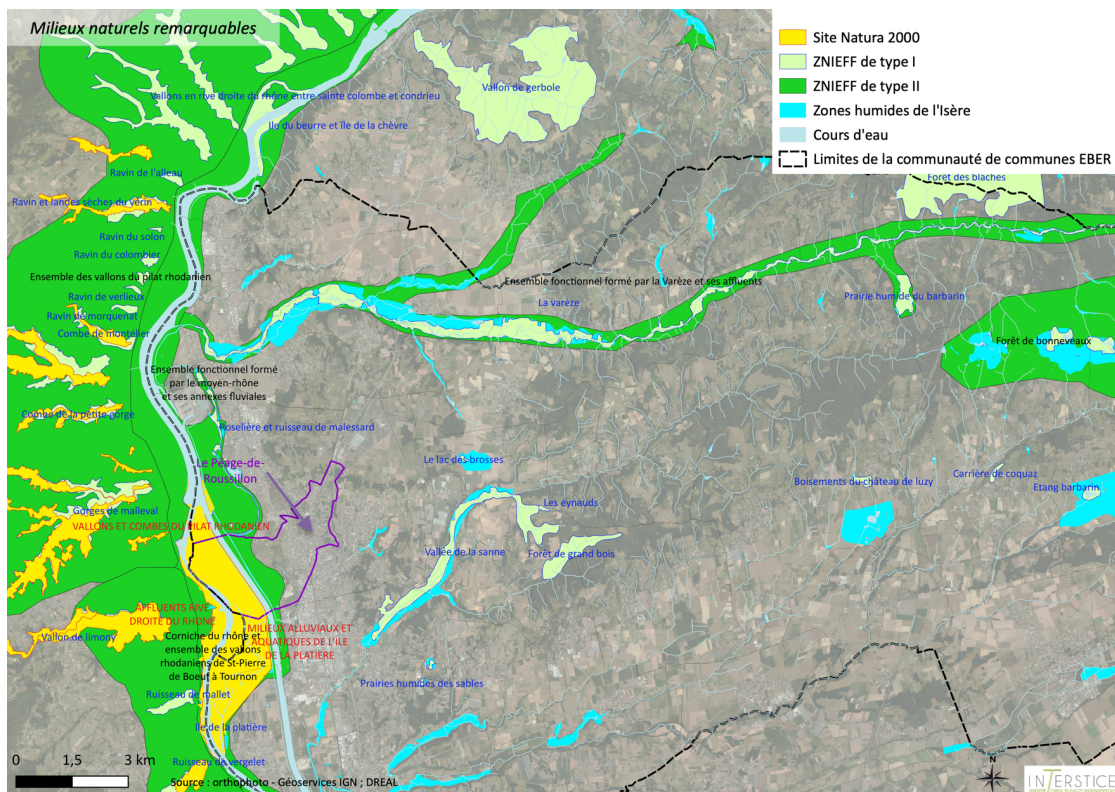 Milieux naturels remarquables
Site Natura 2000
ZNIEFF de type I
ZNIEFF de type II
Zones humides de l'Isère
Cours d'eau
Limites de la communauté de communes EBER
Vallon de gerbole
Vallons en rive droite du rhône entre sainte colombe et condrieu
Ile du beurre et île de la chèvre
Ravin de l'alleau
Forêt des blaches
Ravin et landes sèches du vérin
Ravin du solon
Ravin du colombier
Ensemble des vallons du pilat rhodanien
Ensemble fonctionnel formé par la Varèze et ses affluents
Ravin de verlieux
La varèze
Prairie humide du barbarin
Ravin de morquenat
Combe de montélier
Forêt de bonneveaux
Ensemble fonctionnel formé
par le moyen-rhône
et ses annexes fluviales
Combe de la petite gorge
Roselière et ruisseau de malessard
Le Péage-de-
Roussillon
Le lac des brosses
Boisements du château de luzy
Carrière de coquaz
Etang barbarin
Les eynauds
Gorges de malleval
VALLONS ET COMBES DU PILAT RHODANIEN
Vallée de la sanne
Forêt de grand bois
AFFLUENTS RIVE
DROITE DU RHÔNE
Vallon de limony
Corniche du rhône et
ensemble des vallons
rhodaniens de St-Pierre
de Boeuf à Tournon
MILIEUX ALLUVIAUX ET
AQUATIQUES DE L'ILE
DE LA PLATIERE
Prairies humides des sables
Ruisseau de mallet
Ile de la platière
Ruisseau de vergelet
0 1,5 3 km
Source : orthophoto - Géoservices IGN ; DREAL
N
INTERSTICE